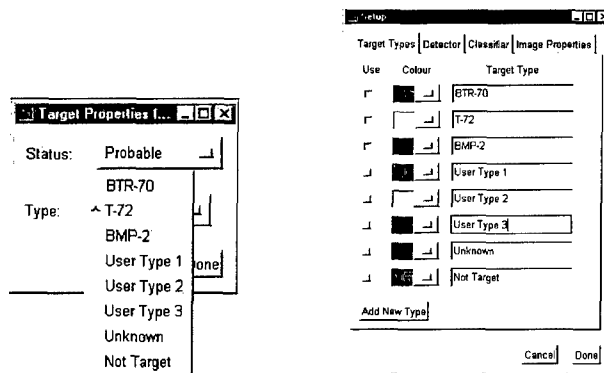 Target Properties f...
Status: Probable
Type:
BTR-70
T-72
BMP-2
User Type 1
User Type 2
User Type 3
Unknown
Not Target
one
Setup
Target Types Detector Classifier Image Properties
Use Colour Target Type
BTR-70
T-72
BMP-2
User Type 1
User Type 2
User Type 3
Unknown
Not Target
Add New Type
Cancel Done